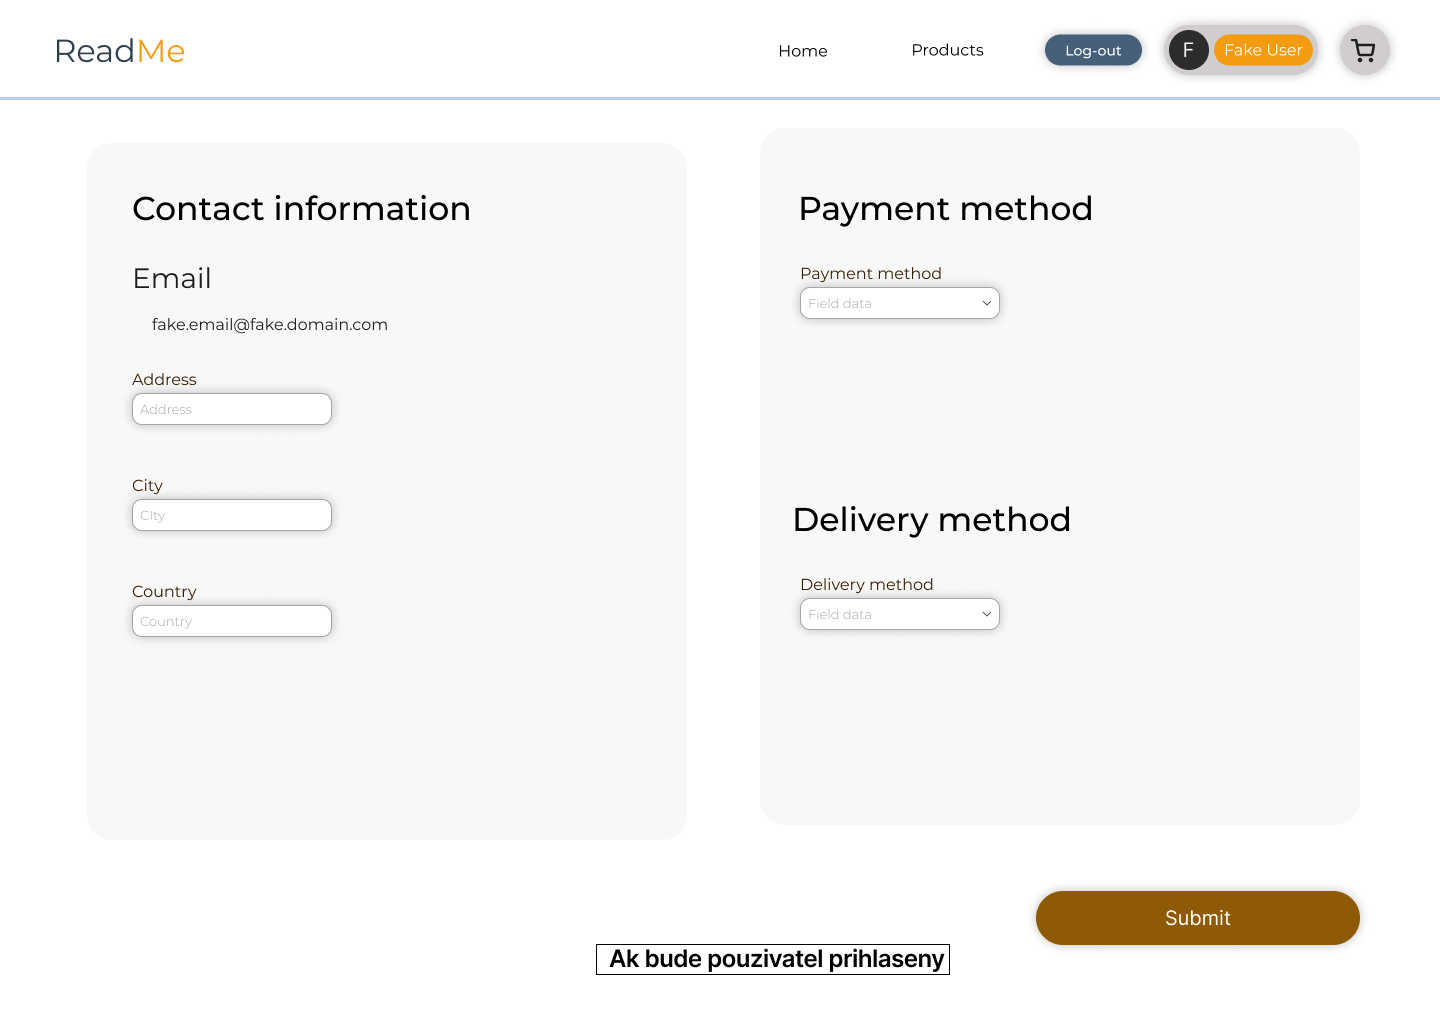 ReadMe
Home
Products
Log-out
F
Fake User
Contact information
Email
fake.email@fake.domain.com
Address
Address
City
CIty
Country
Country
Payment method
Payment method
Field data
Delivery method
Delivery method
Field data
Submit
Ak bude pouzivatel prihlaseny